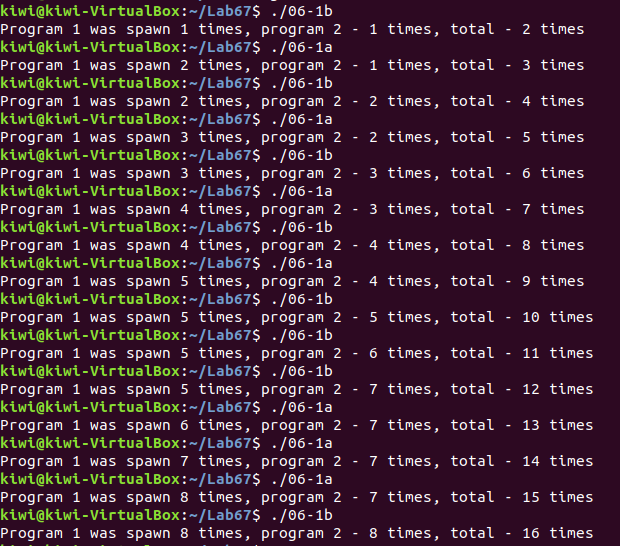 kiwi@kiwi-VirtualBox:~/Lab67$ ./06-1b
Program 1 was spawn 1 times, program 2 - 1 times, total - 2 times
kiwi@kiwi-VirtualBox:~/Lab67$ ./06-1a
Program 1 was spawn 2 times, program 2 - 1 times, total - 3 times
kiwi@kiwi-VirtualBox:~/Lab67$ ./06-1b
Program 1 was spawn 2 times, program 2 - 2 times, total - 4 times
kiwi@kiwi-VirtualBox:~/Lab67$ ./06-1a
Program 1 was spawn 3 times, program 2 - 2 times, total - 5 times
kiwi@kiwi-VirtualBox:~/Lab67$ ./06-1b
Program 1 was spawn 3 times, program 2 - 3 times, total - 6 times
kiwi@kiwi-VirtualBox:~/Lab67$ ./06-1a
Program 1 was spawn 4 times, program 2 - 3 times, total - 7 times
kiwi@kiwi-VirtualBox:~/Lab67$ ./06-1b
Program 1 was spawn 4 times, program 2 - 4 times, total - 8 times
kiwi@kiwi-VirtualBox:~/Lab67$ ./06-1a
Program 1 was spawn 5 times, program 2 - 4 times, total - 9 times
kiwi@kiwi-VirtualBox:~/Lab67$ ./06-1b
Program 1 was spawn 5 times, program 2 - 5 times, total - 10 times
kiwi@kiwi-VirtualBox:~/Lab67$ ./06-1b
Program 1 was spawn 5 times, program 2 - 6 times, total - 11 times
kiwi@kiwi-VirtualBox:~/Lab67$ ./06-1b
Program 1 was spawn 5 times, program 2 - 7 times, total - 12 times
kiwi@kiwi-VirtualBox:~/Lab67$ ./06-1a
Program 1 was spawn 6 times, program 2 - 7 times, total - 13 times
kiwi@kiwi-VirtualBox:~/Lab67$ ./06-1a
Program 1 was spawn 7 times, program 2 - 7 times, total - 14 times
kiwi@kiwi-VirtualBox:~/Lab67$ ./06-1a
Program 1 was spawn 8 times, program 2 - 7 times, total - 15 times
kiwi@kiwi-VirtualBox:~/Lab67$ ./06-1b
Program 1 was spawn 8 times, program 2 - 8 times, total - 16 times